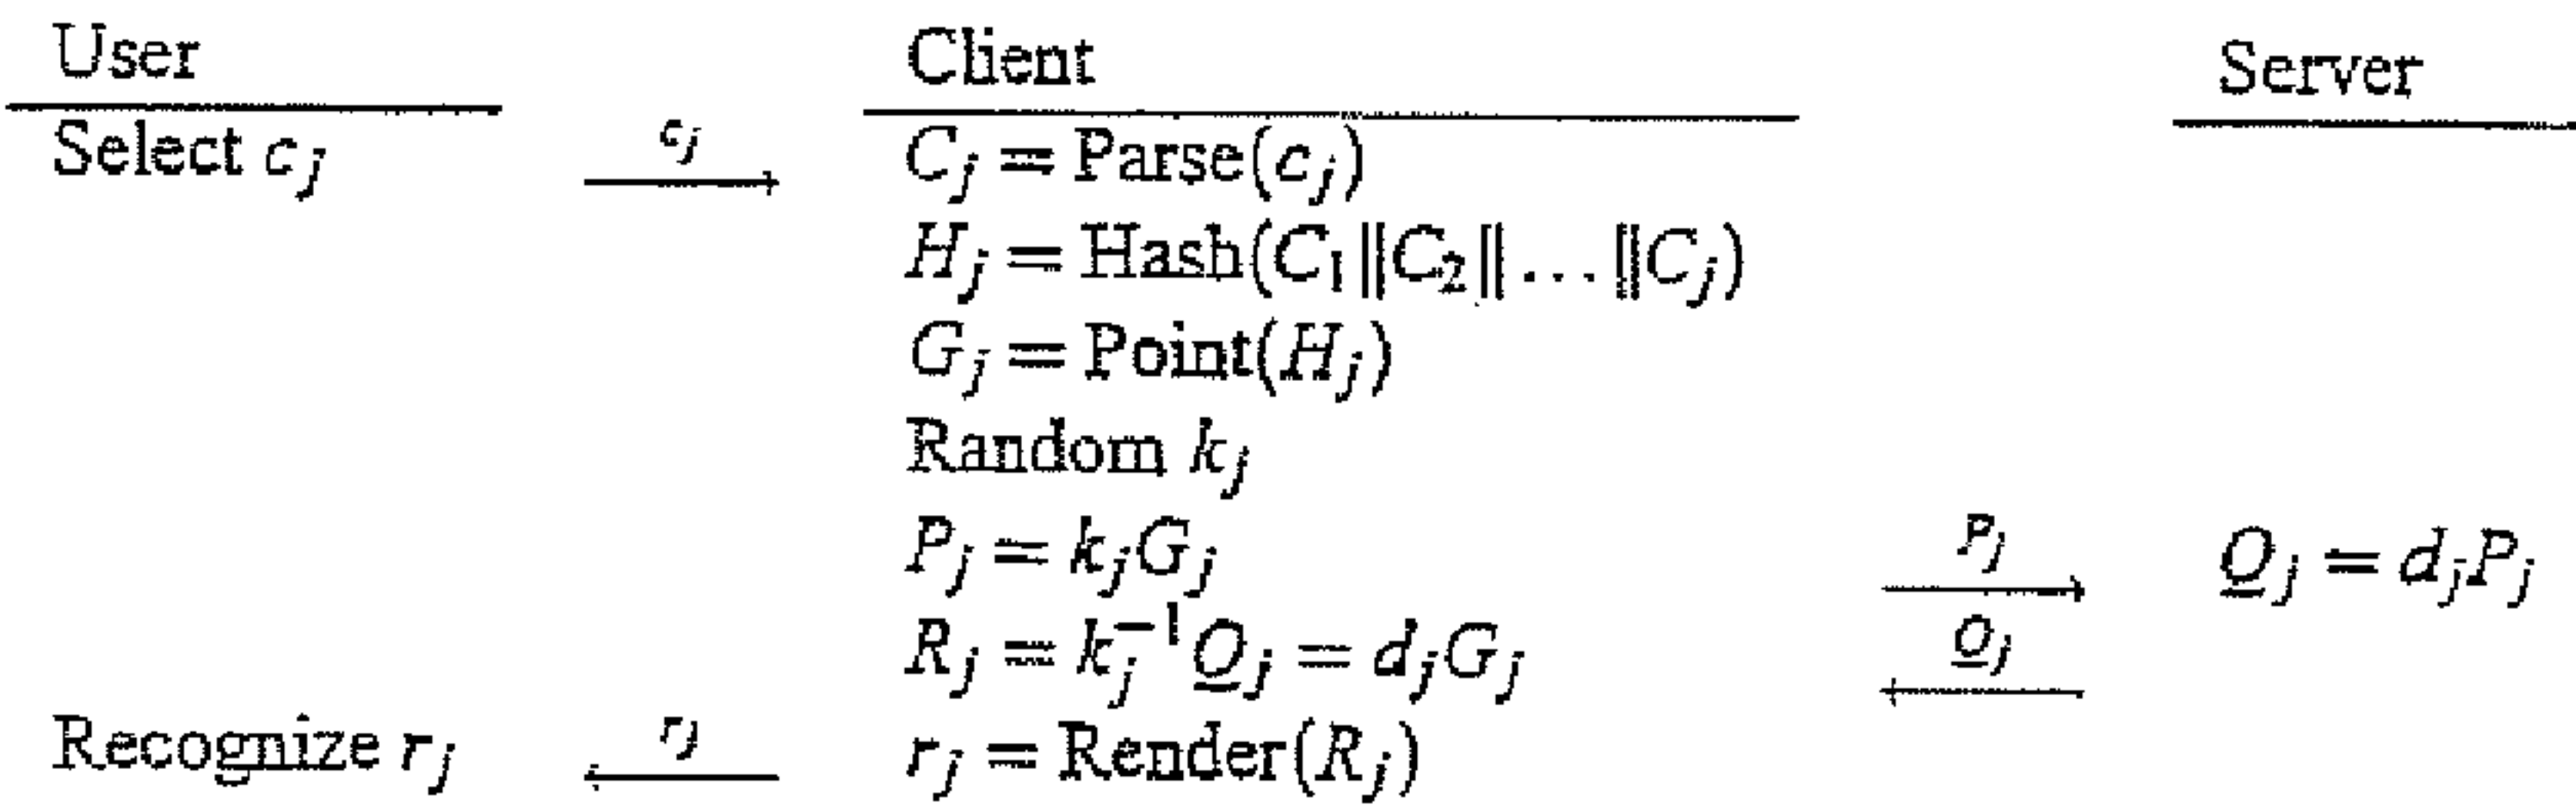 User Client Server
Select c_j c_j C_j = Parse(c_j)
H_j = Hash(C_1||C_2||...||C_j)
G_j = Point(H_j)
Random k_j
P_j = k_jG_j P_j Q_j = d_jP_j
R_j = k_j^{-1}Q_j = d_jG_j Q_j
Recognize r_j r_j r_j = Render(R_j)